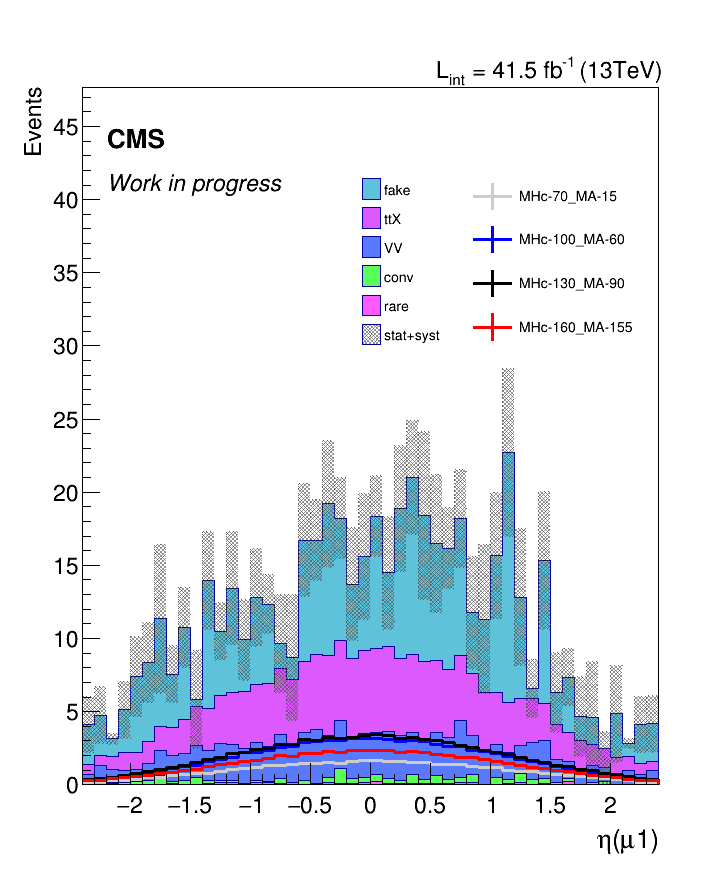 L_int = 41.5 fb^-1 (13TeV)
Events
CMS
Work in progress
fake
ttX
VV
conv
rare
stat+syst
MHc-70_MA-15
MHc-100_MA-60
MHc-130_MA-90
MHc-160_MA-155
45
40
35
30
25
20
15
10
5
0
−2 −1.5 −1 −0.5 0 0.5 1 1.5 2
η(μ1)